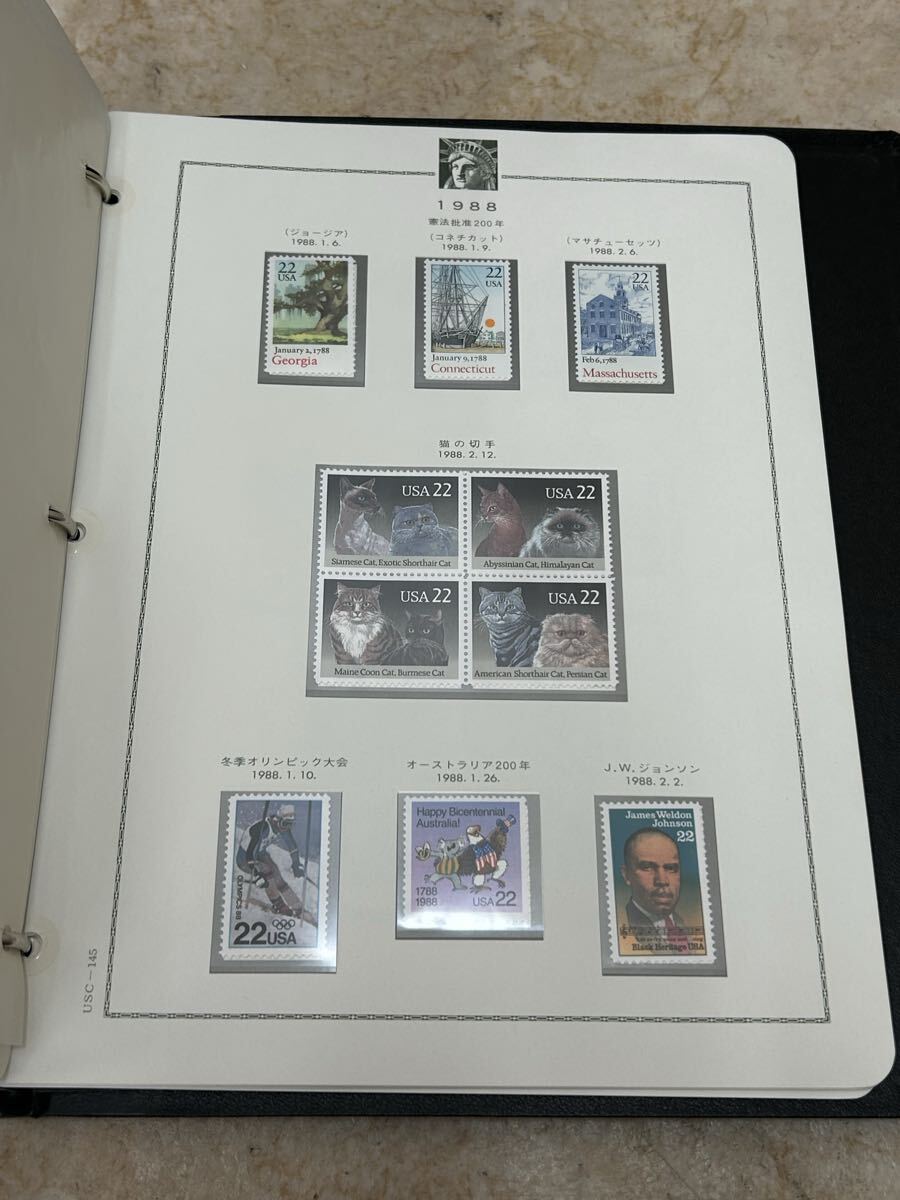 1988
憲法批准200年
(ジョージア)
1988.1.6.
(コネチカット)
1988.1.9.
(マサチューセッツ)
1988.2.6.
22
USA
January 2, 1788
Georgia
22
USA
January 9, 1788
Connecticut
22
USA
Feb 6, 1788
Massachusetts
猫の切手
1988.2.12.
USA 22
Siamese Cat, Exotic Shorthair Cat
USA 22
Abyssinian Cat, Himalayan Cat
USA 22
Maine Coon Cat, Burmese Cat
USA 22
American Shorthair Cat, Persian Cat
冬季オリンピック大会
1988.1.10.
オーストラリア200年
1988.1.26.
J.W.ジョンソン
1988.2.2.
OLYMPICS 88
22 USA
Happy Bicentennial
Australia!
1788
1988
USA 22
James Weldon
Johnson
22
Black Heritage USA
USC-145